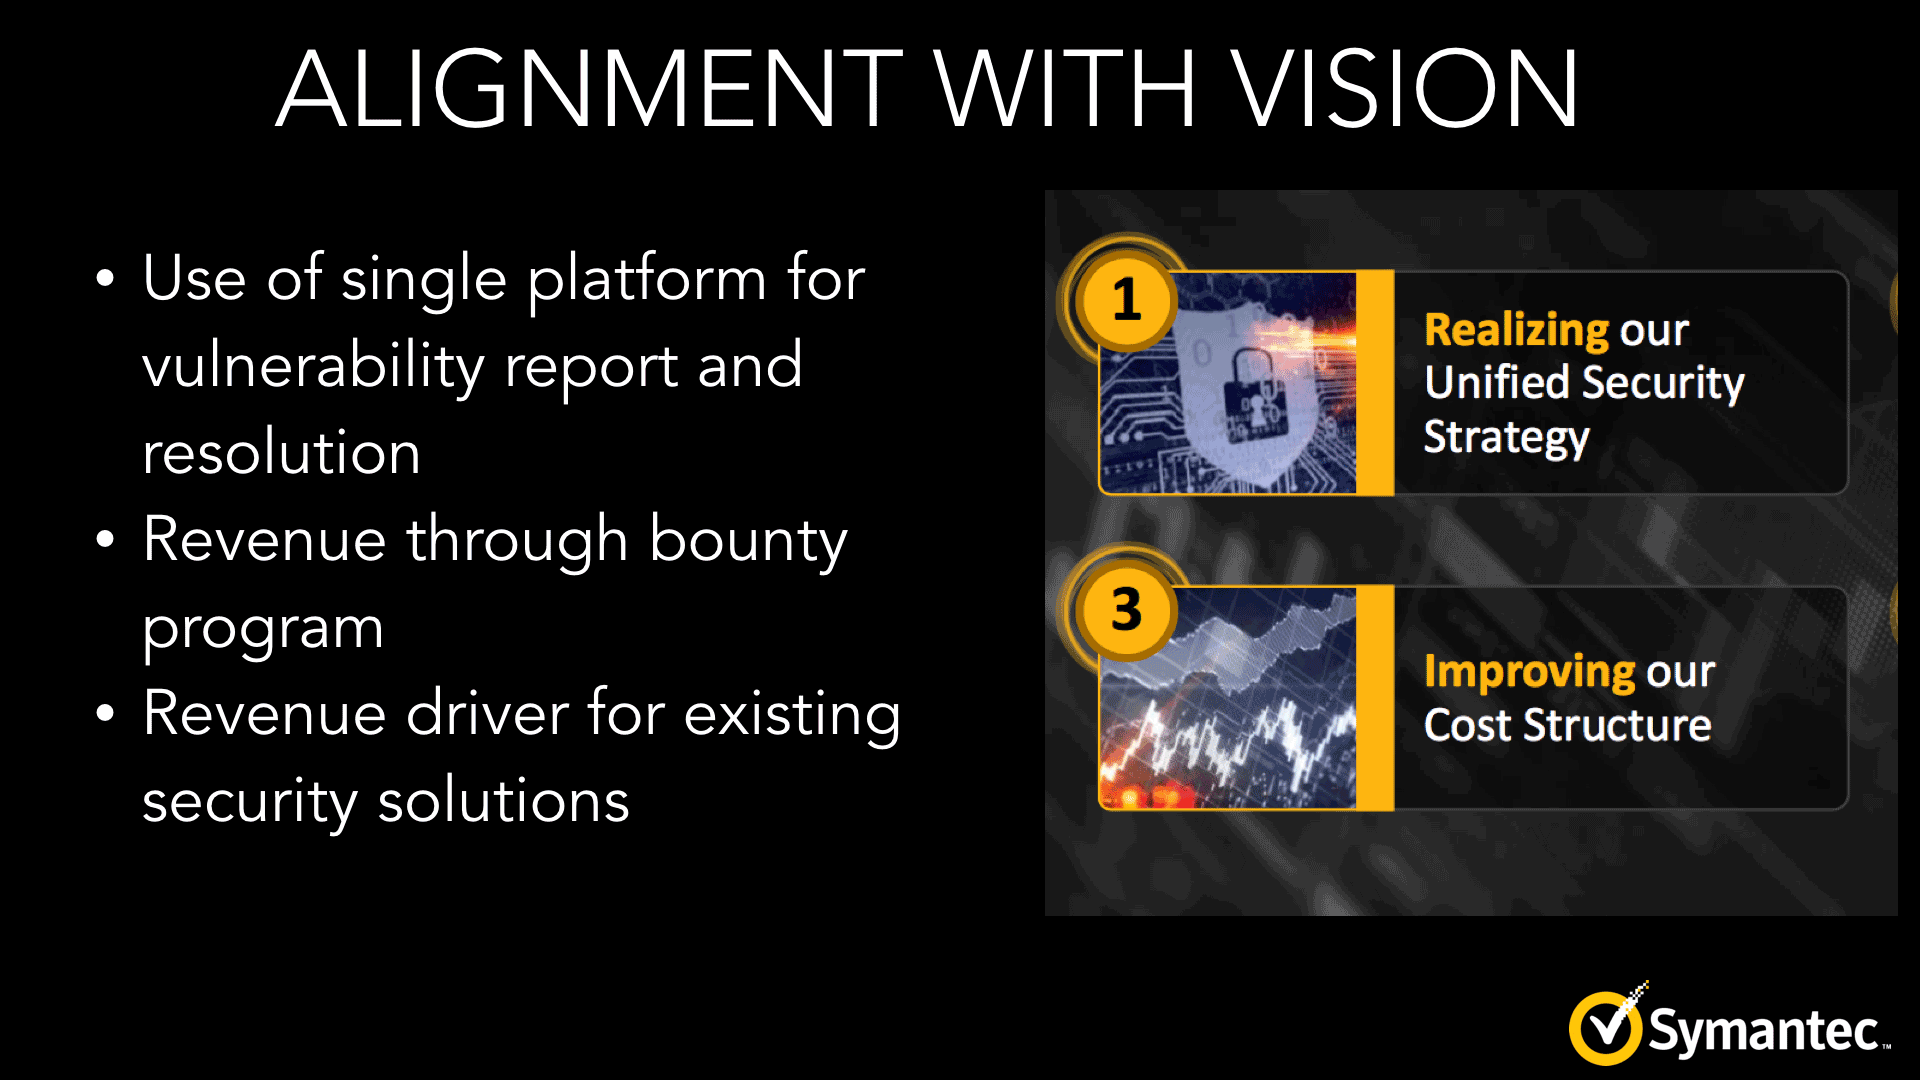 ALIGNMENT WITH VISION
• Use of single platform for
vulnerability report and
resolution
• Revenue through bounty
program
• Revenue driver for existing
security solutions
1
Realizing our
Unified Security
Strategy
3
Improving our
Cost Structure
Symantec™